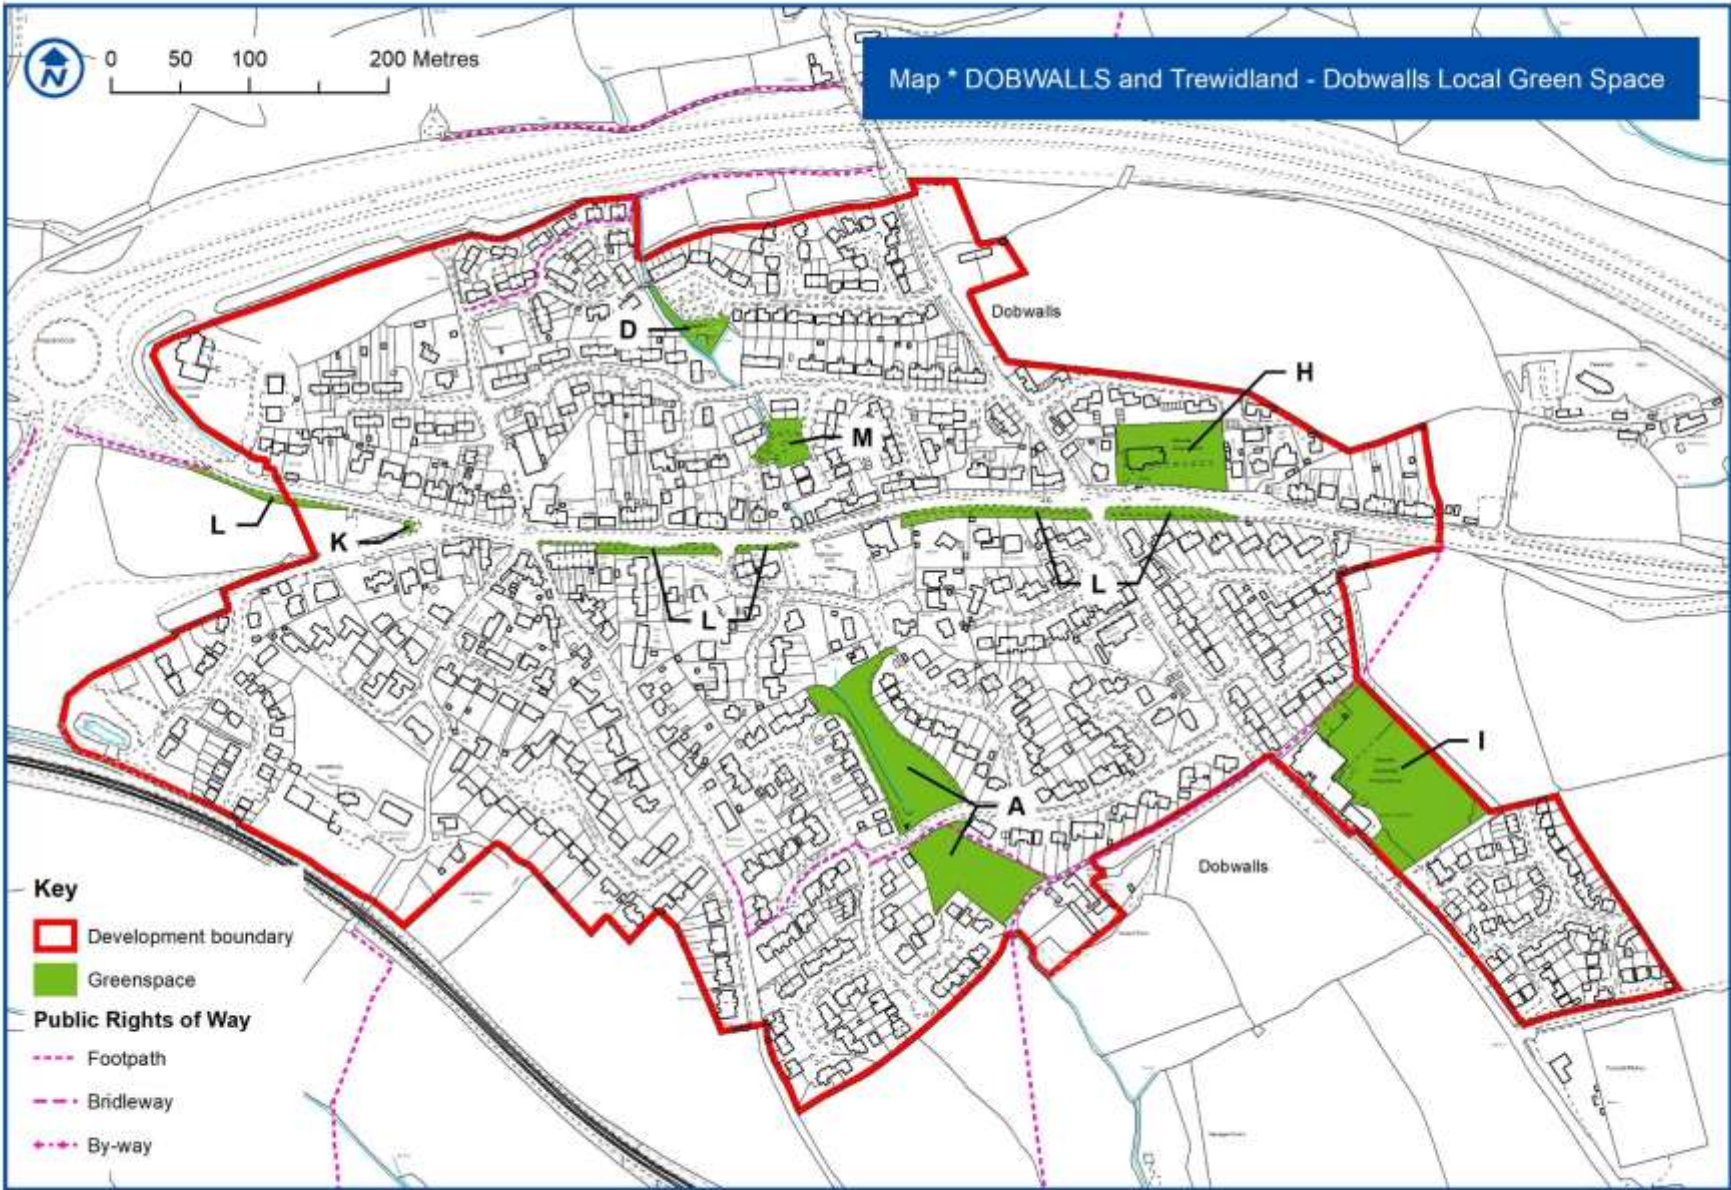 0 50 100 200 Metres
Map * DOBWALLS and Trewidland - Dobwalls Local Green Space
N
Dobwalls
D
H
M
L
K
L
L
I
A
Dobwalls
Key
Development boundary
Greenspace
Public Rights of Way
Footpath
Bridleway
By-way